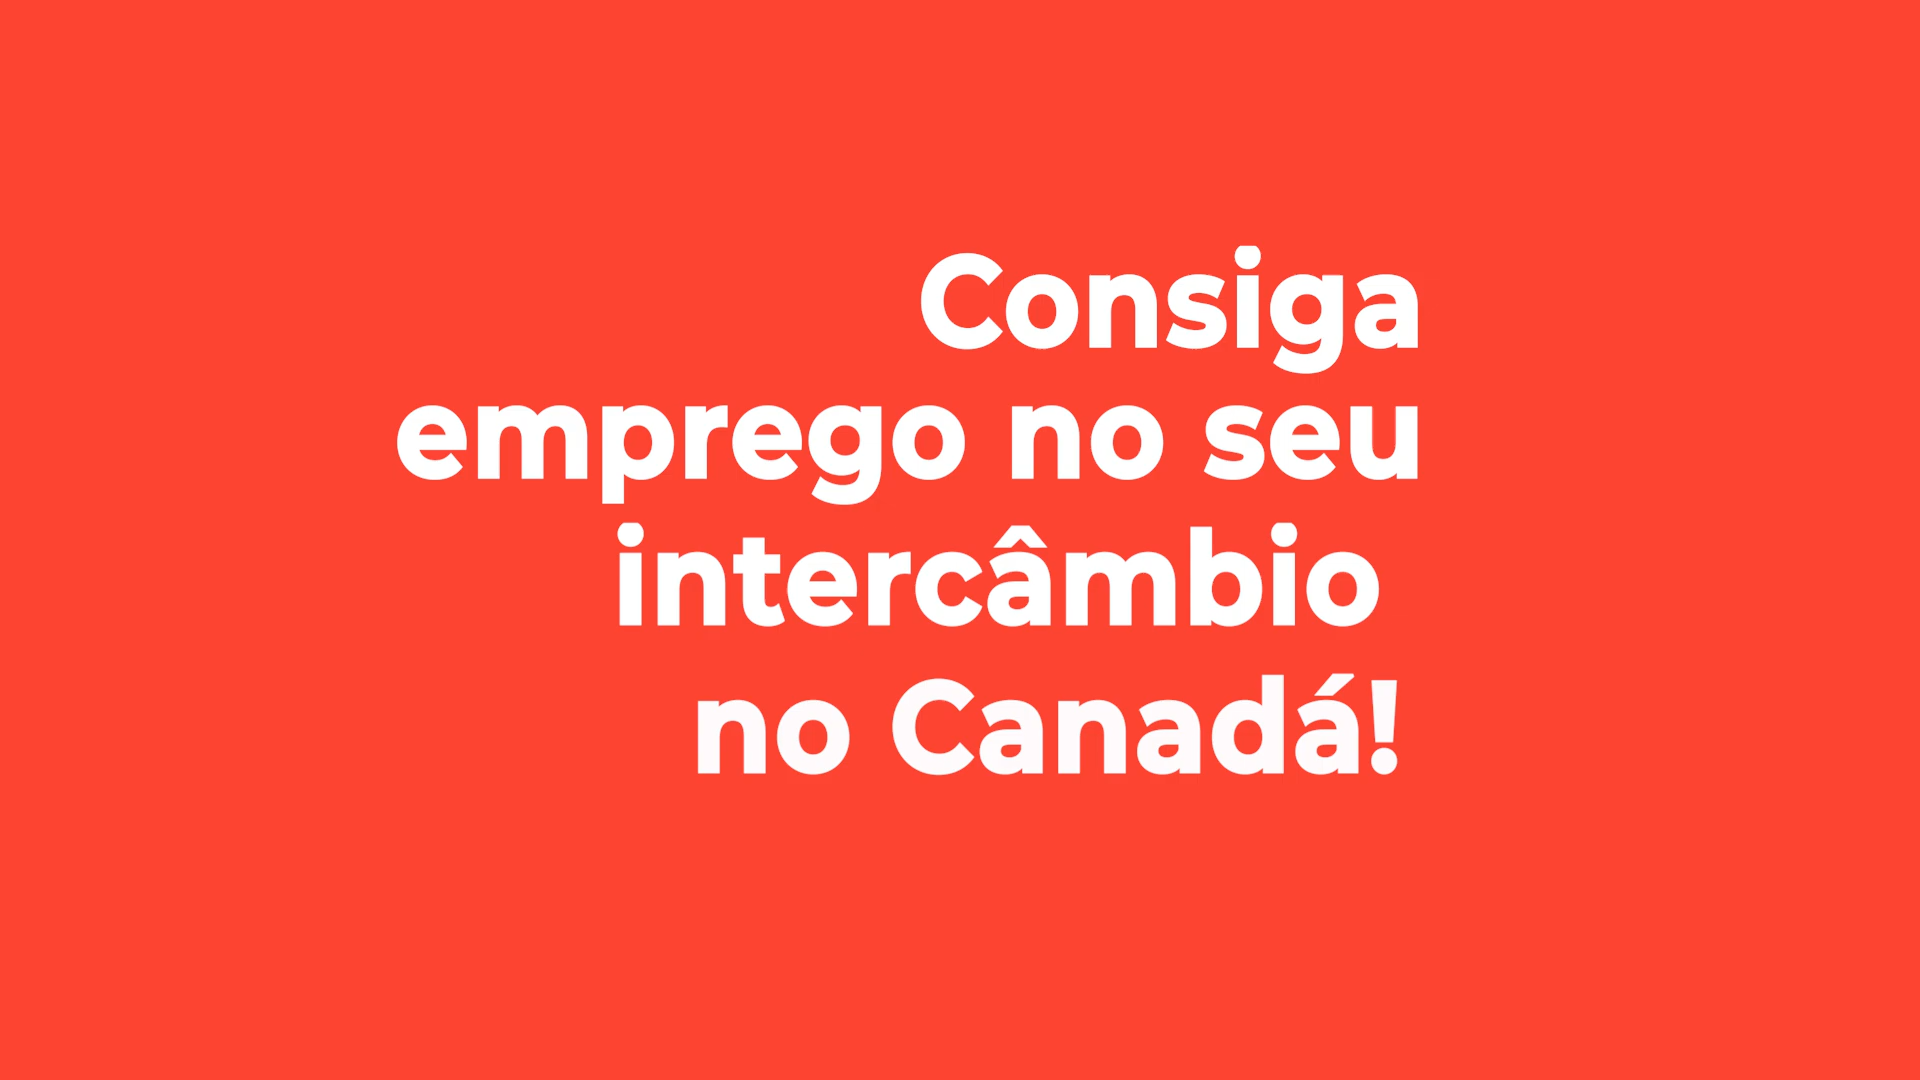 Consiga
emprego no seu
intercâmbio
no Canadá!